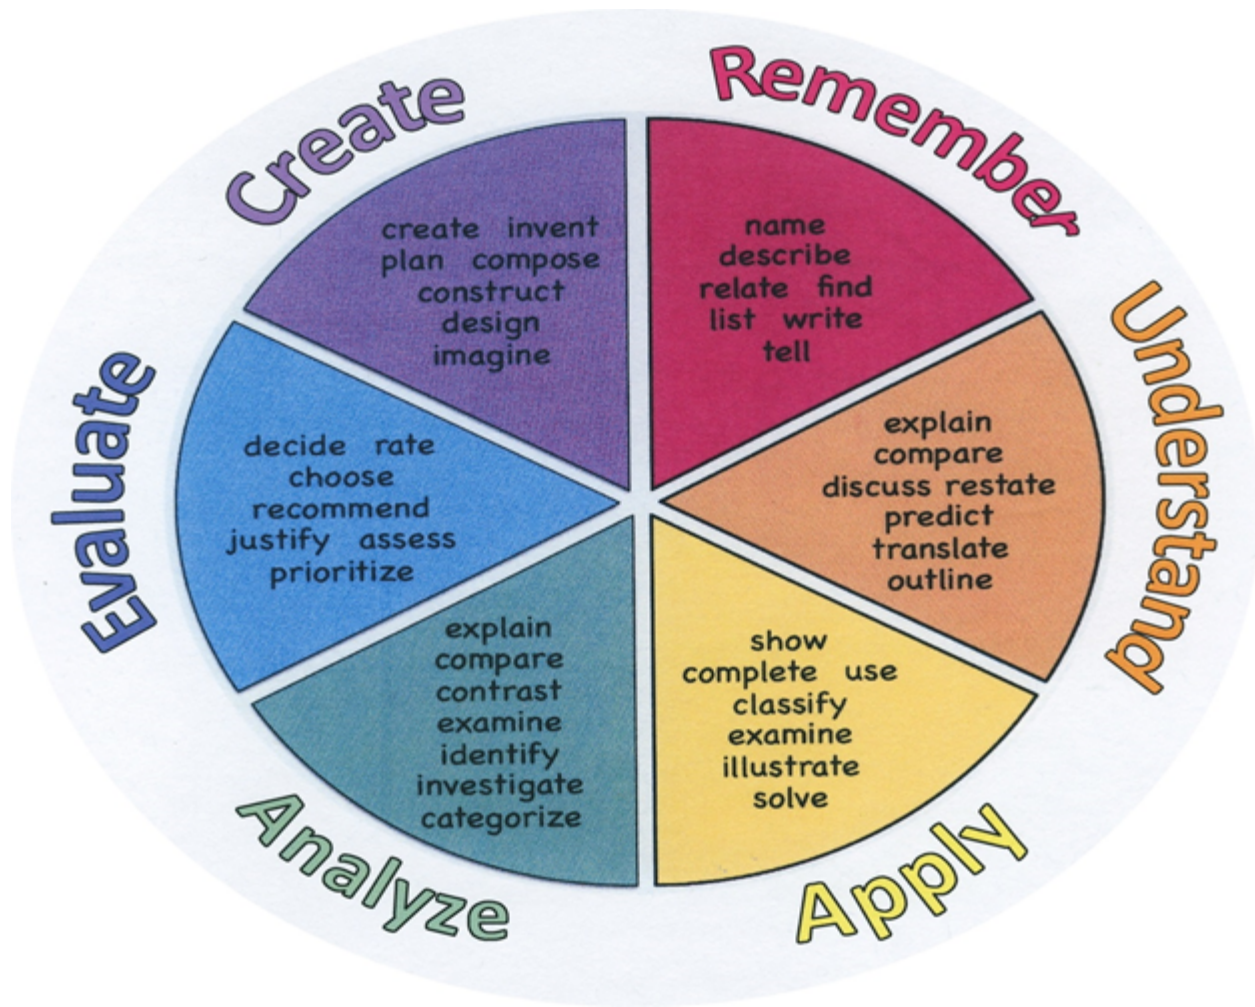 Create
create invent
plan compose
construct
design
imagine
Remember
name
describe
relate find
list write
tell
Understand
explain
compare
discuss restate
predict
translate
outline
Apply
show
complete use
classify
examine
illustrate
solve
Analyze
explain
compare
contrast
examine
identify
investigate
categorize
Evaluate
decide rate
choose
recommend
justify assess
prioritize